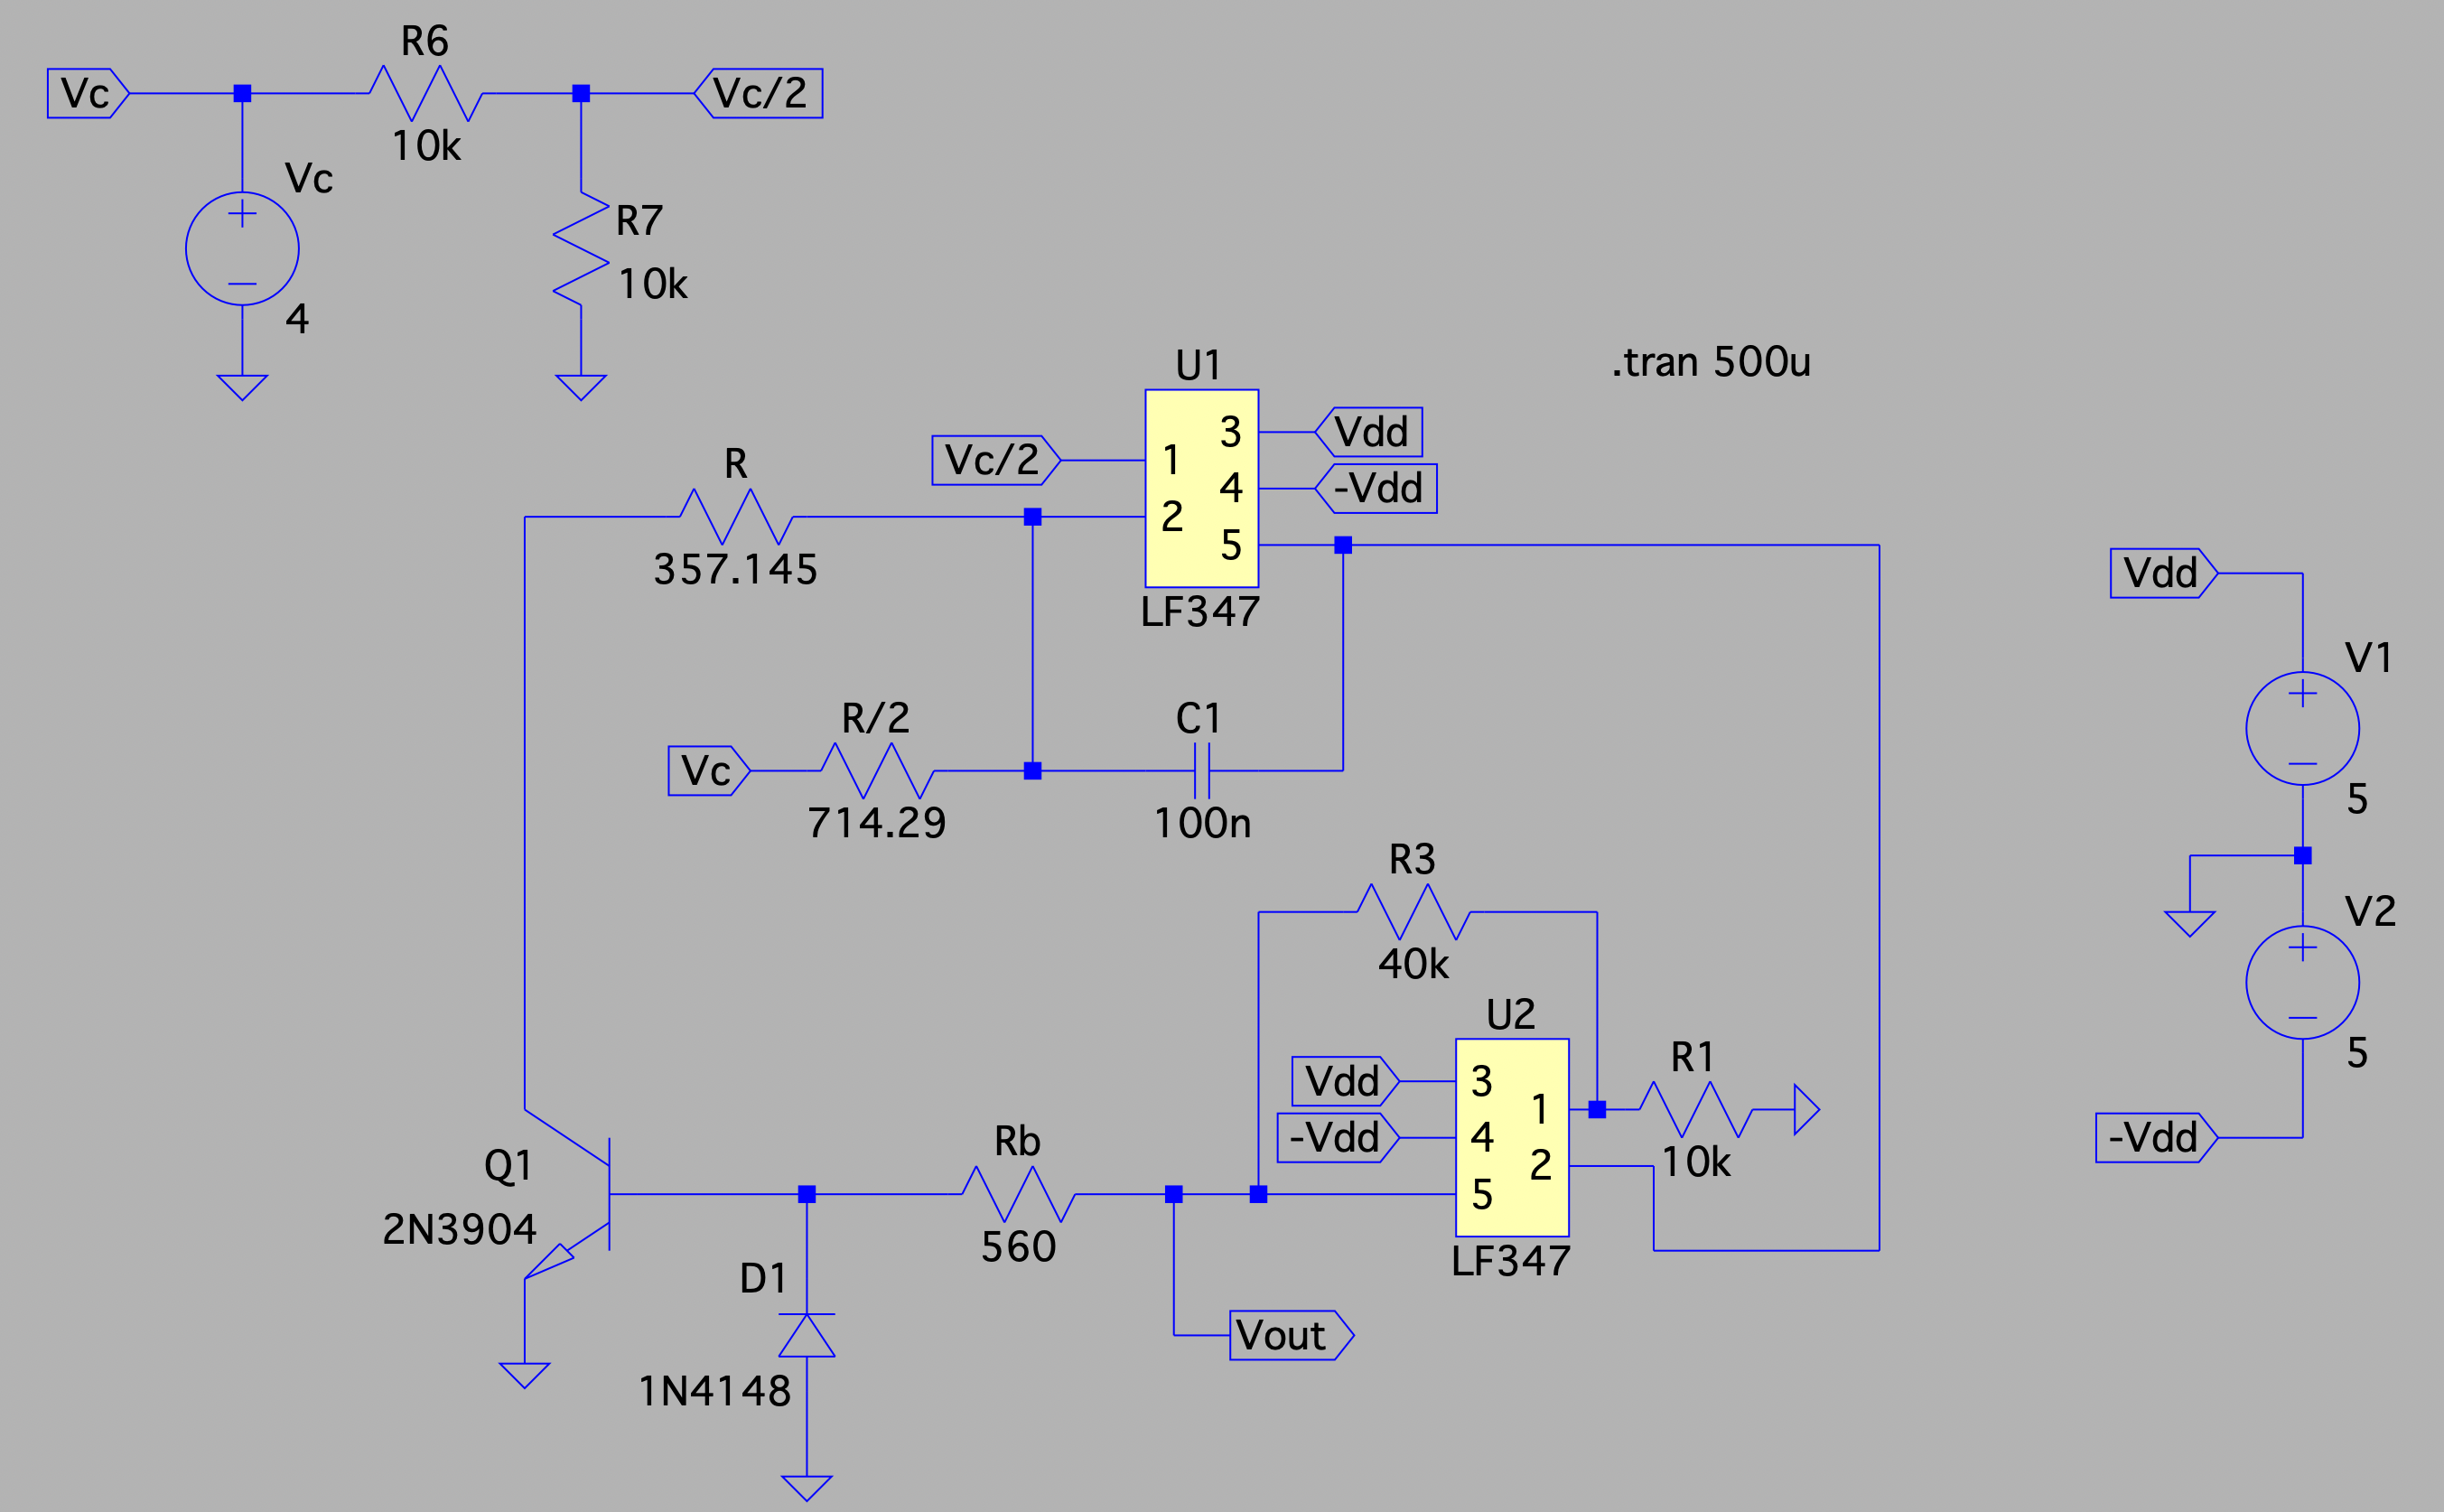 R6
Vc
Vc/2
10k
Vc
R7
10k
4
U1
.tran 500u
3
Vdd
R
Vc/2
1
4
-Vdd
2
5
357.145
Vdd
LF347
V1
R/2
C1
Vc
5
714.29
100n
R3
V2
40k
U2
R1
5
Vdd
3
1
Q1
Rb
-Vdd
4
-Vdd
2
10k
2N3904
5
560
LF347
D1
Vout
1N4148